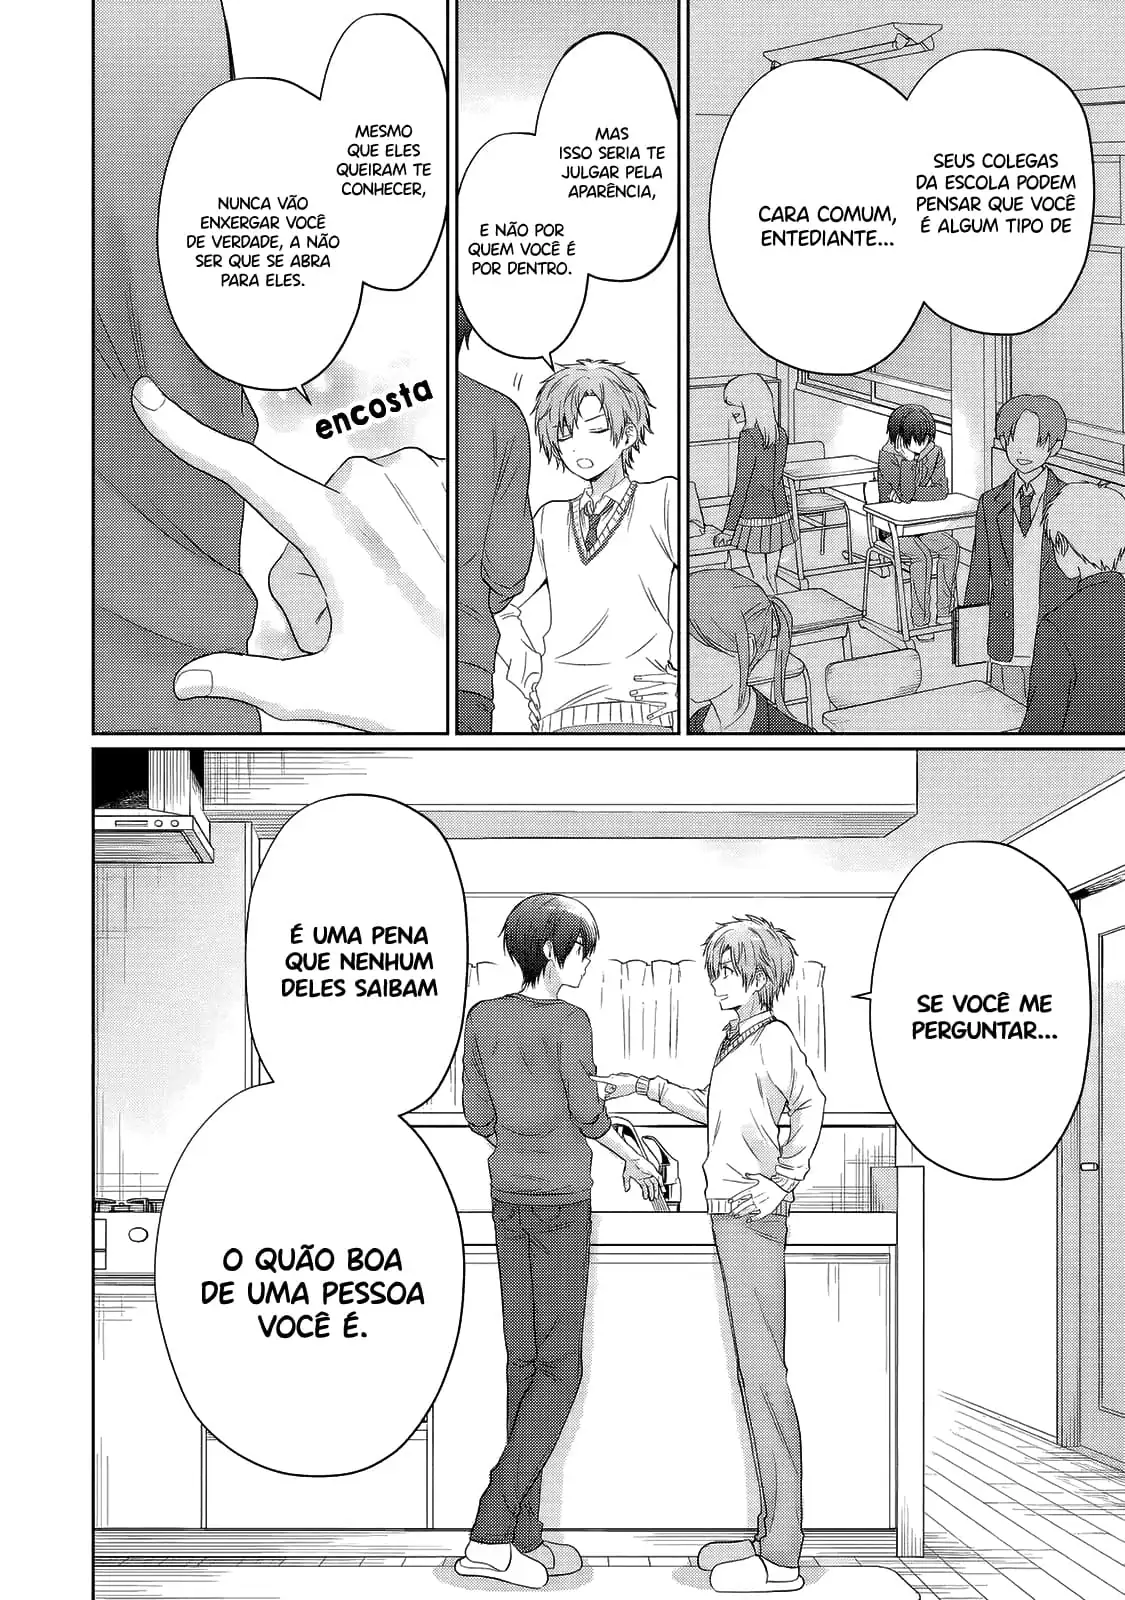 SEUS COLEGAS
DA ESCOLA PODEM
PENSAR QUE VOCÊ
É ALGUM TIPO DE
CARA COMUM,
ENTEDIANTE...
MAS
ISSO SERIA TE
JULGAR PELA
APARÊNCIA,
E NÃO POR
QUEM VOCÊ É
POR DENTRO.
MESMO
QUE ELES
QUEIRAM TE
CONHECER,
NUNCA VÃO
ENXERGAR VOCÊ
DE VERDADE, A NÃO
SER QUE SE ABRA
PARA ELES.
encosta
SE VOCÊ ME
PERGUNTAR...
É UMA PENA
QUE NENHUM
DELES SAIBAM
O QUÃO BOA
DE UMA PESSOA
VOCÊ É.